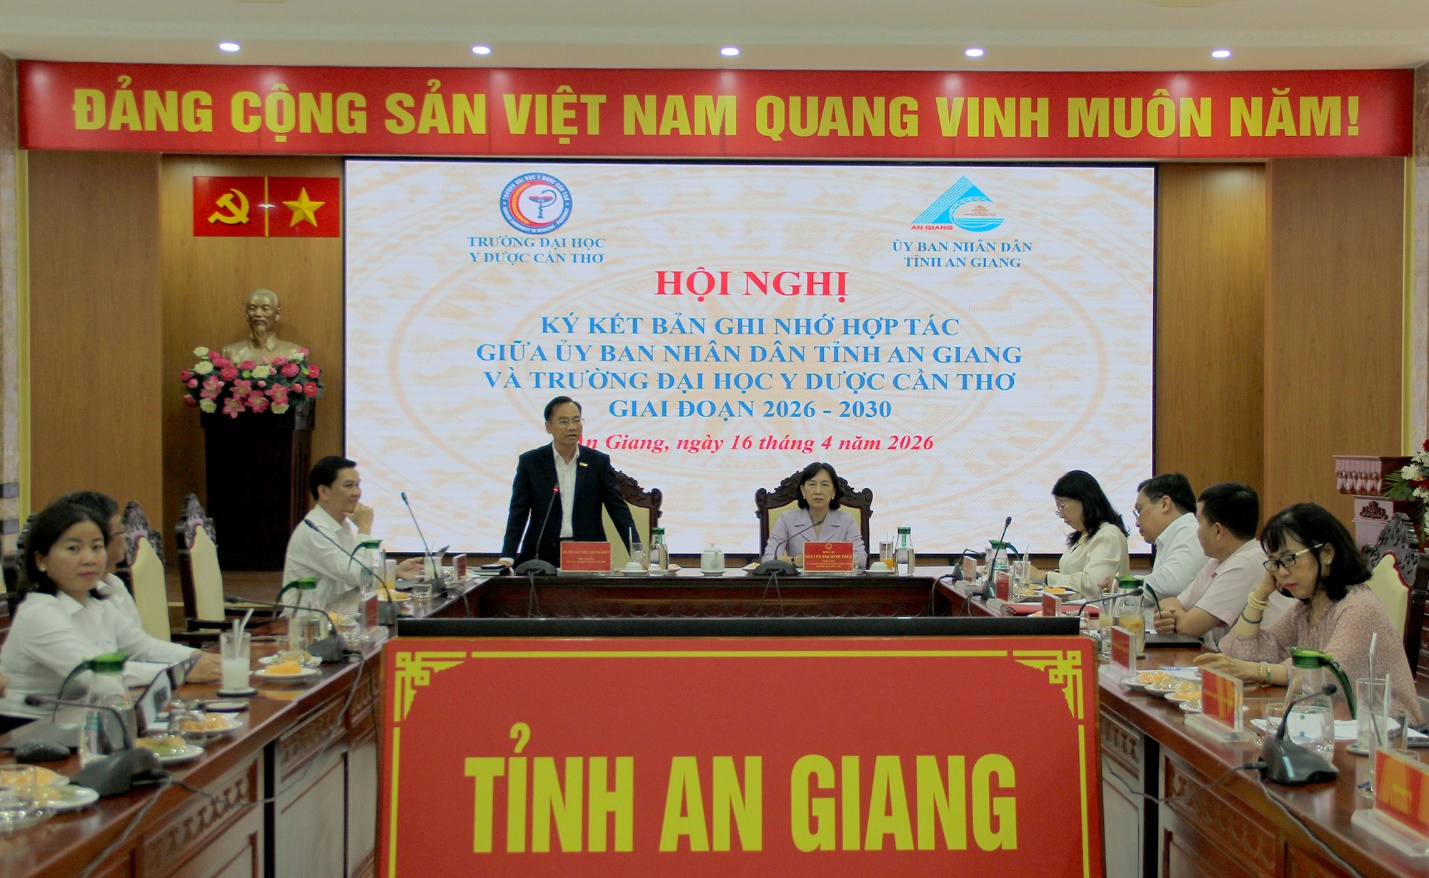 ĐẢNG CỘNG SẢN VIỆT NAM QUANG VINH MUÔN NĂM!
TRƯỜNG ĐẠI HỌC
Y DƯỢC CẦN THƠ
AN GIANG
ỦY BAN NHÂN DÂN
TỈNH AN GIANG
HỘI NGHỊ
KÝ KẾT BẢN GHI NHỚ HỢP TÁC
GIỮA ỦY BAN NHÂN DÂN TỈNH AN GIANG
VÀ TRƯỜNG ĐẠI HỌC Y DƯỢC CẦN THƠ
GIAI ĐOẠN 2026 - 2030
An Giang, ngày 16 tháng 4 năm 2026
TỈNH AN GIANG